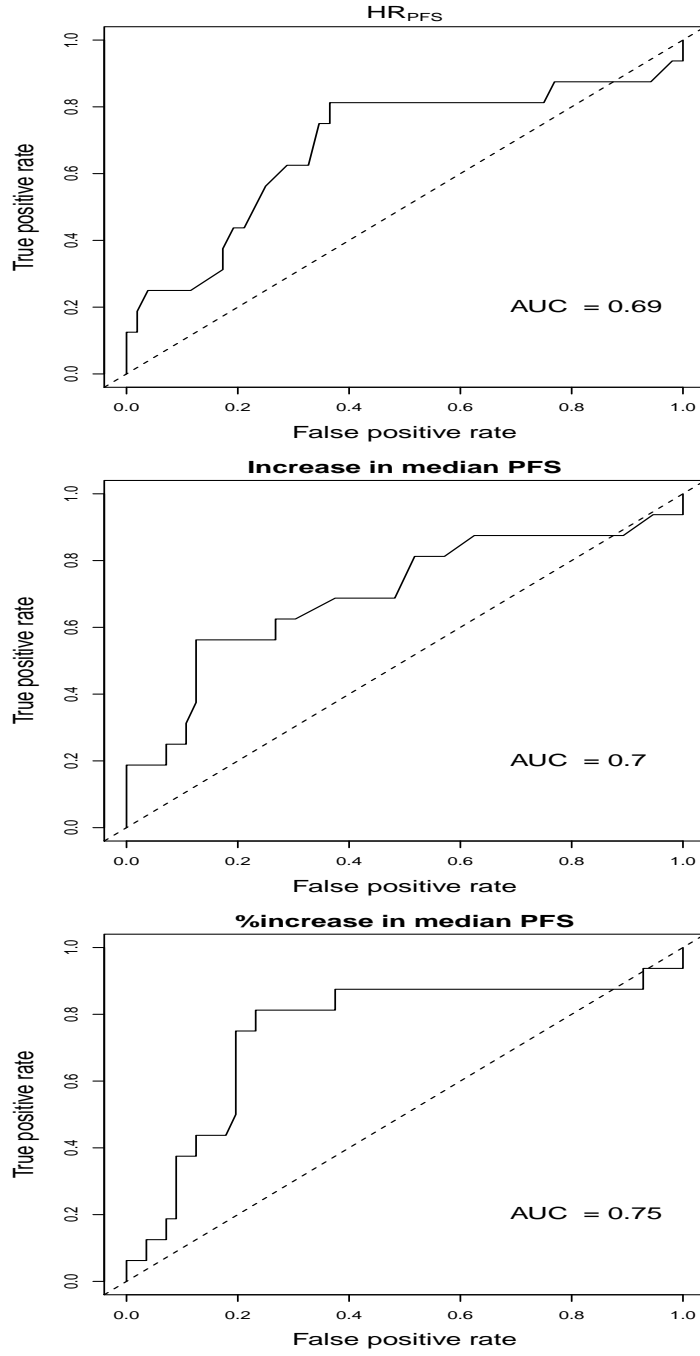 HRPFS
True positive rate
1.0
0.8
0.6
0.4
0.2
0.0
AUC = 0.69
0.0 0.2 0.4 0.6 0.8 1.0
False positive rate
Increase in median PFS
True positive rate
1.0
0.8
0.6
0.4
0.2
0.0
AUC = 0.7
0.0 0.2 0.4 0.6 0.8 1.0
False positive rate
%increase in median PFS
True positive rate
1.0
0.8
0.6
0.4
0.2
0.0
AUC = 0.75
0.0 0.2 0.4 0.6 0.8 1.0
False positive rate